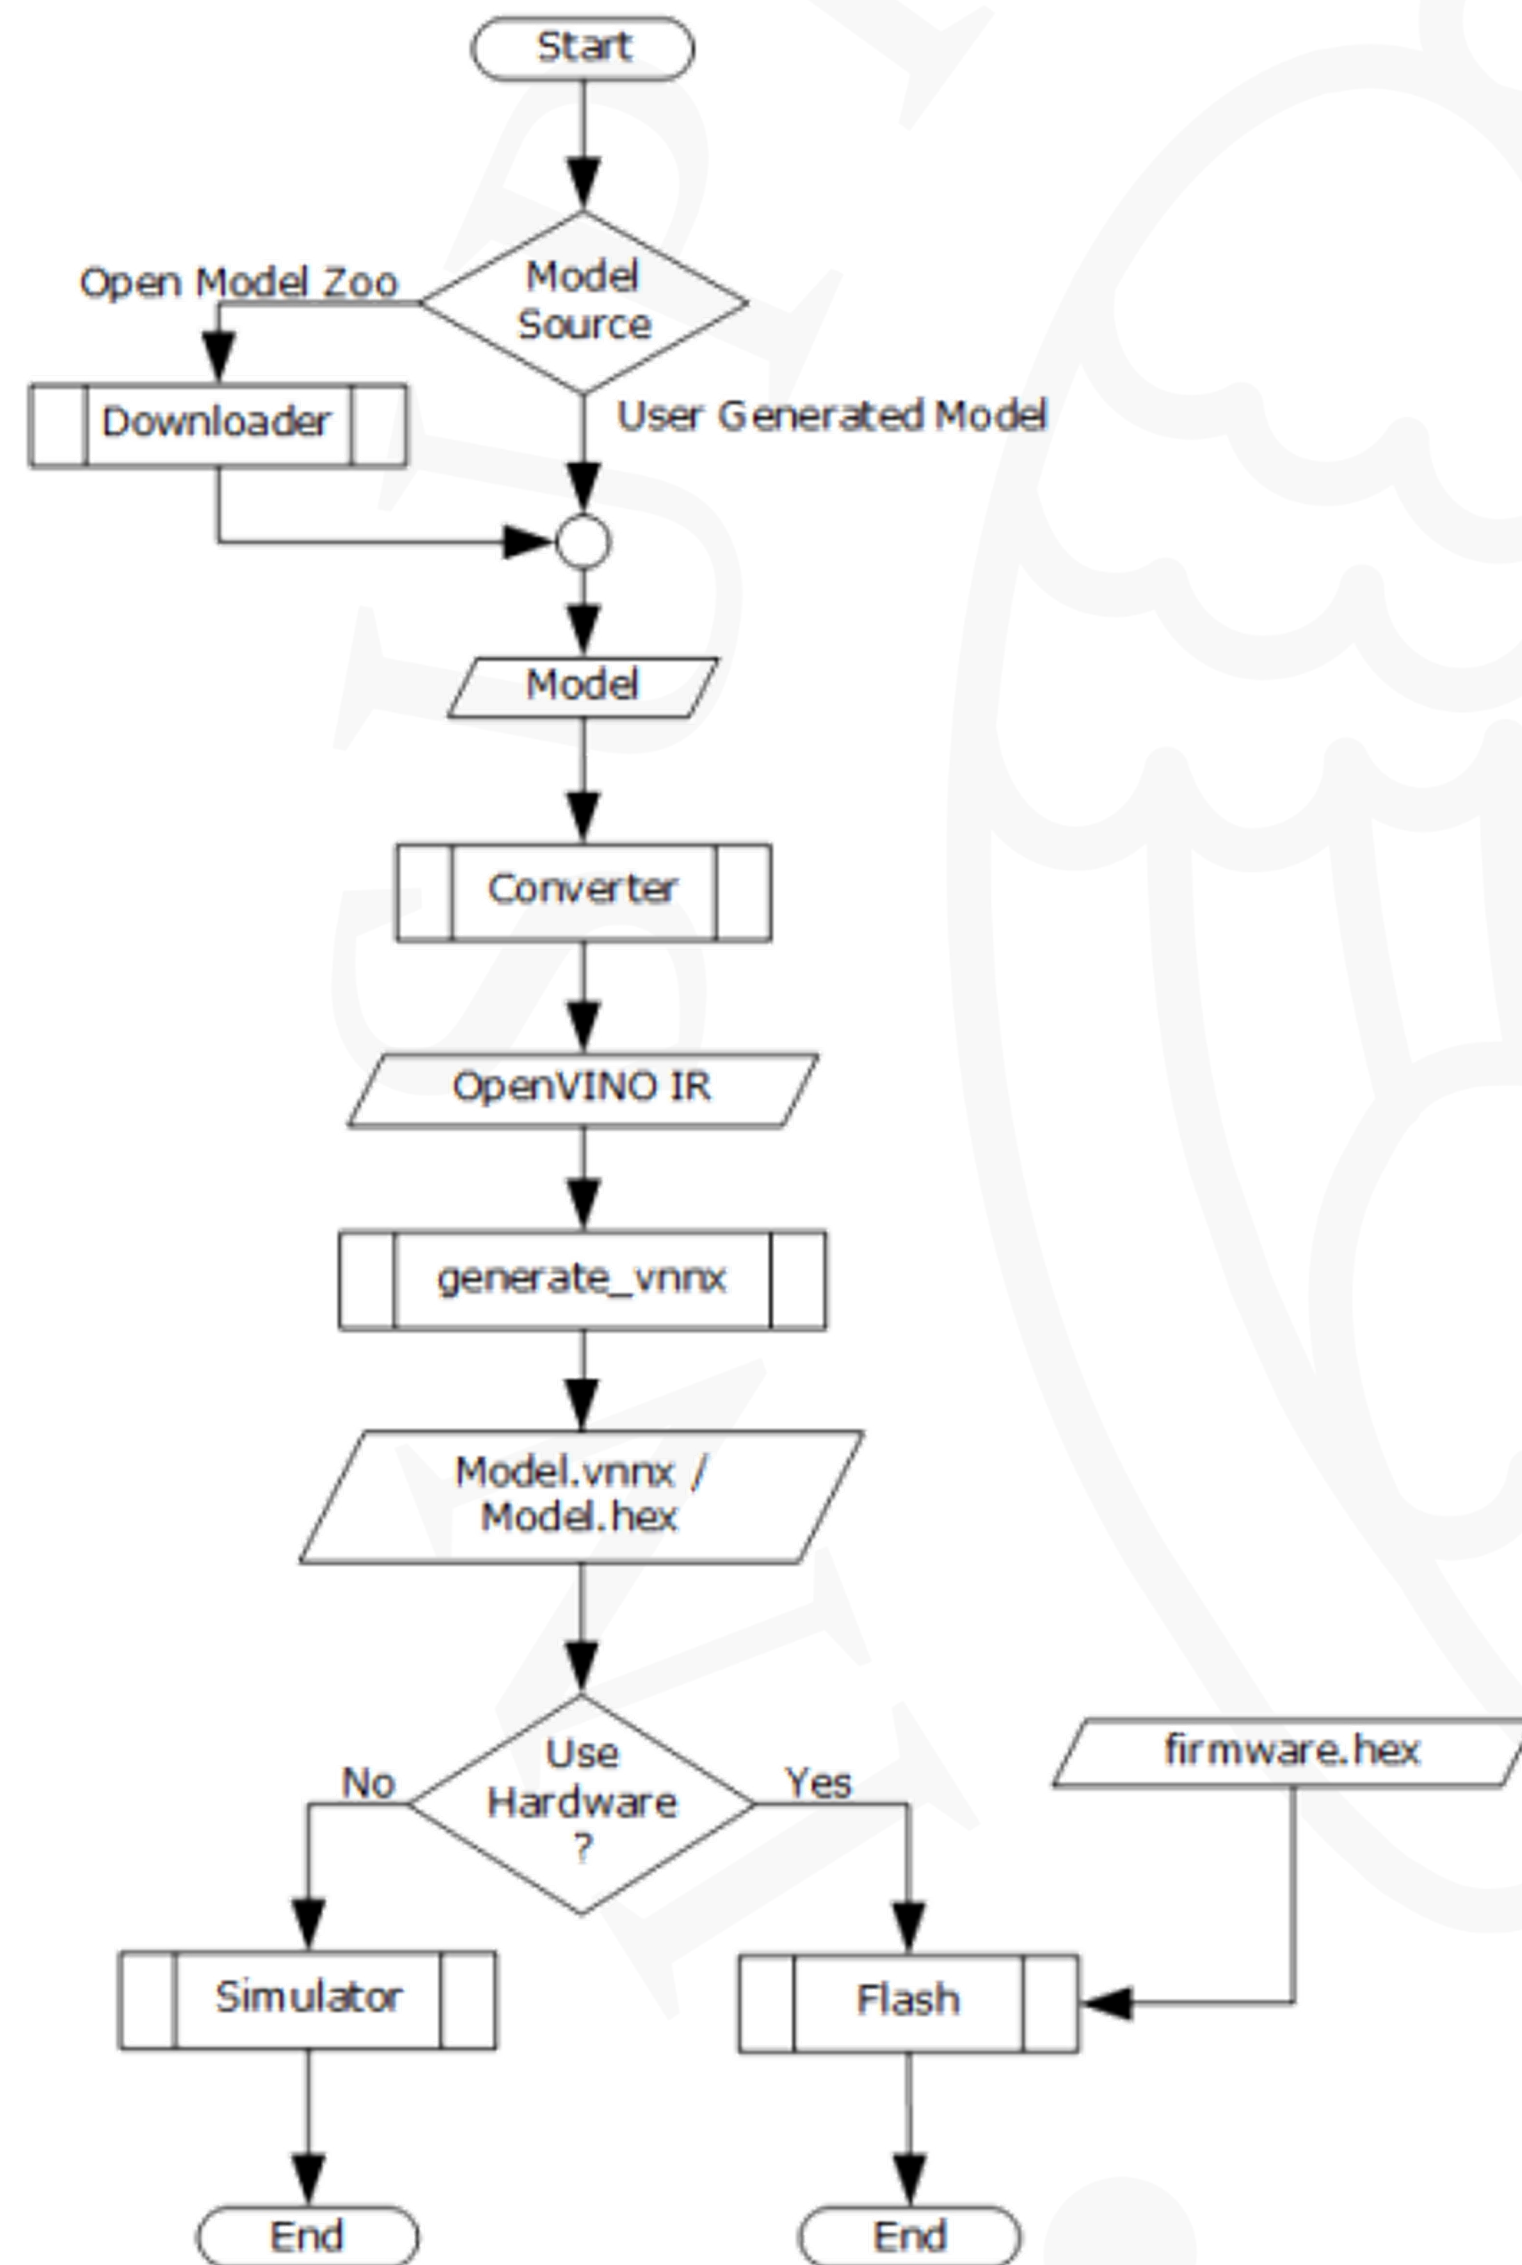 Start
Model
Source
Open Model Zoo
Downloader
User Generated Model
Model
Converter
OpenVINO IR
generate_vnnx
Model.vnnx /
Model.hex
Use
Hardware
?
No
Yes
firmware.hex
Simulator
Flash
End
End